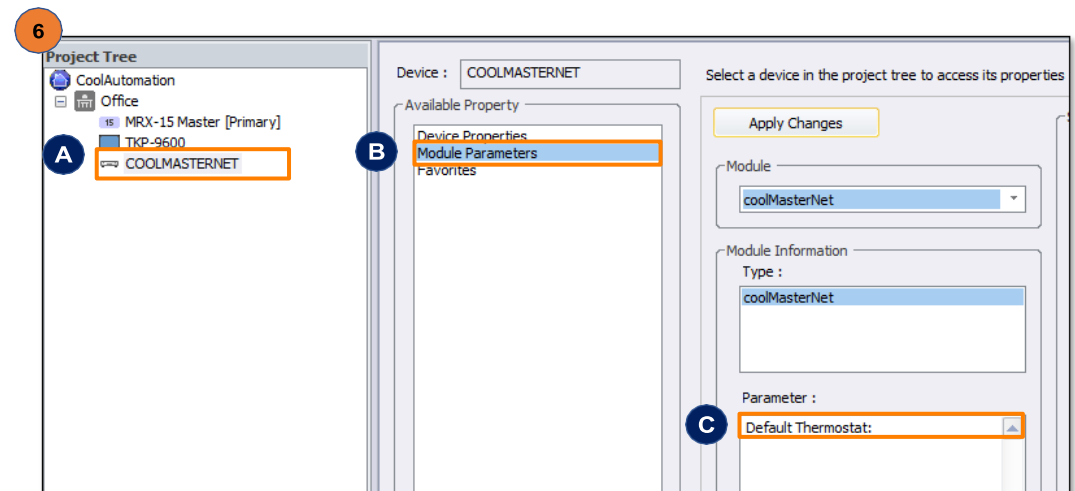 6
Project Tree
CoolAutomation
Office
15 MRX-15 Master [Primary]
TKP-9600
A
COOLMASTERNET
Device :
COOLMASTERNET
Available Property
Device Properties
B
Module Parameters
Favorites
Select a device in the project tree to access its properties
Apply Changes
Module
coolMasterNet
Module Information
Type :
coolMasterNet
Parameter :
C
Default Thermostat: